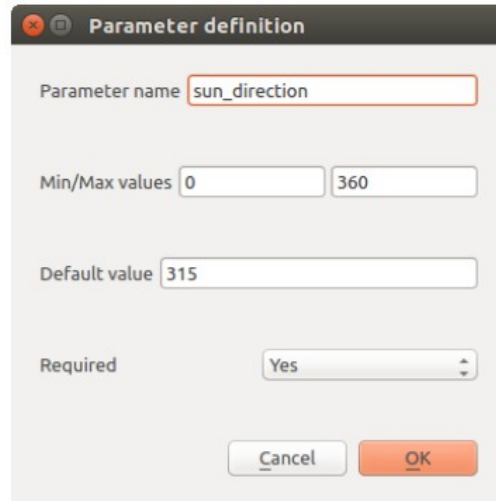 Parameter definition
Parameter name sun_direction
Min/Max values 0 360
Default value 315
Required Yes
Cancel OK